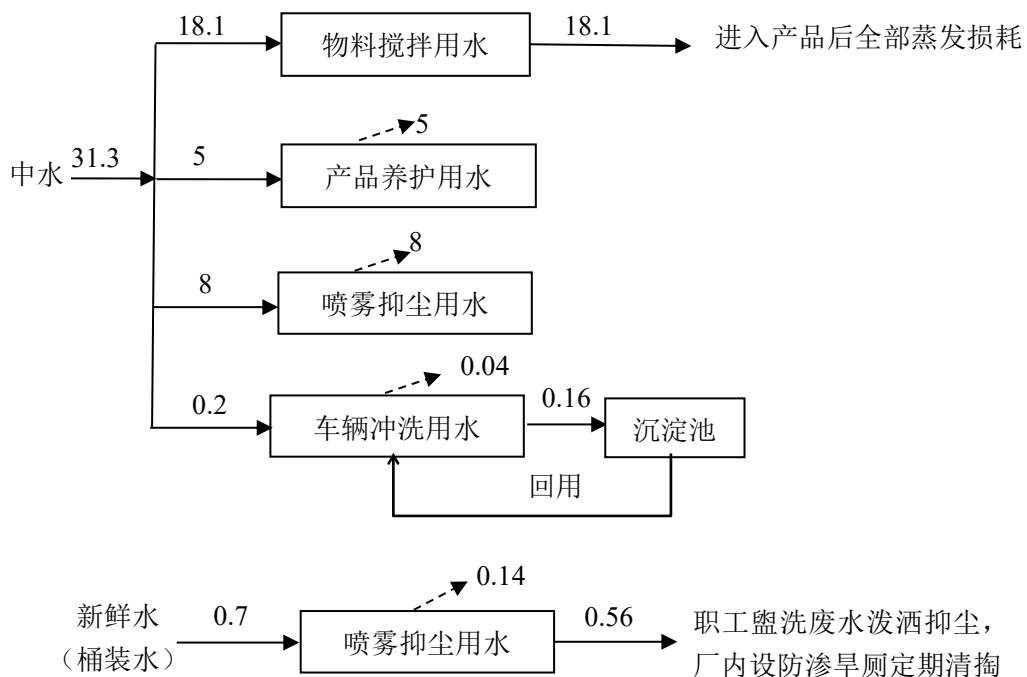 18.1
物料搅拌用水
18.1
进入产品后全部蒸发损耗
中水
31.3
5
5
产品养护用水
8
8
喷雾抑尘用水
0.04
0.2
车辆冲洗用水
0.16
沉淀池
回用
0.14
新鲜水
（桶装水）
0.7
喷雾抑尘用水
0.56
职工盥洗废水泼洒抑尘，
厂内设防渗旱厕定期清掏